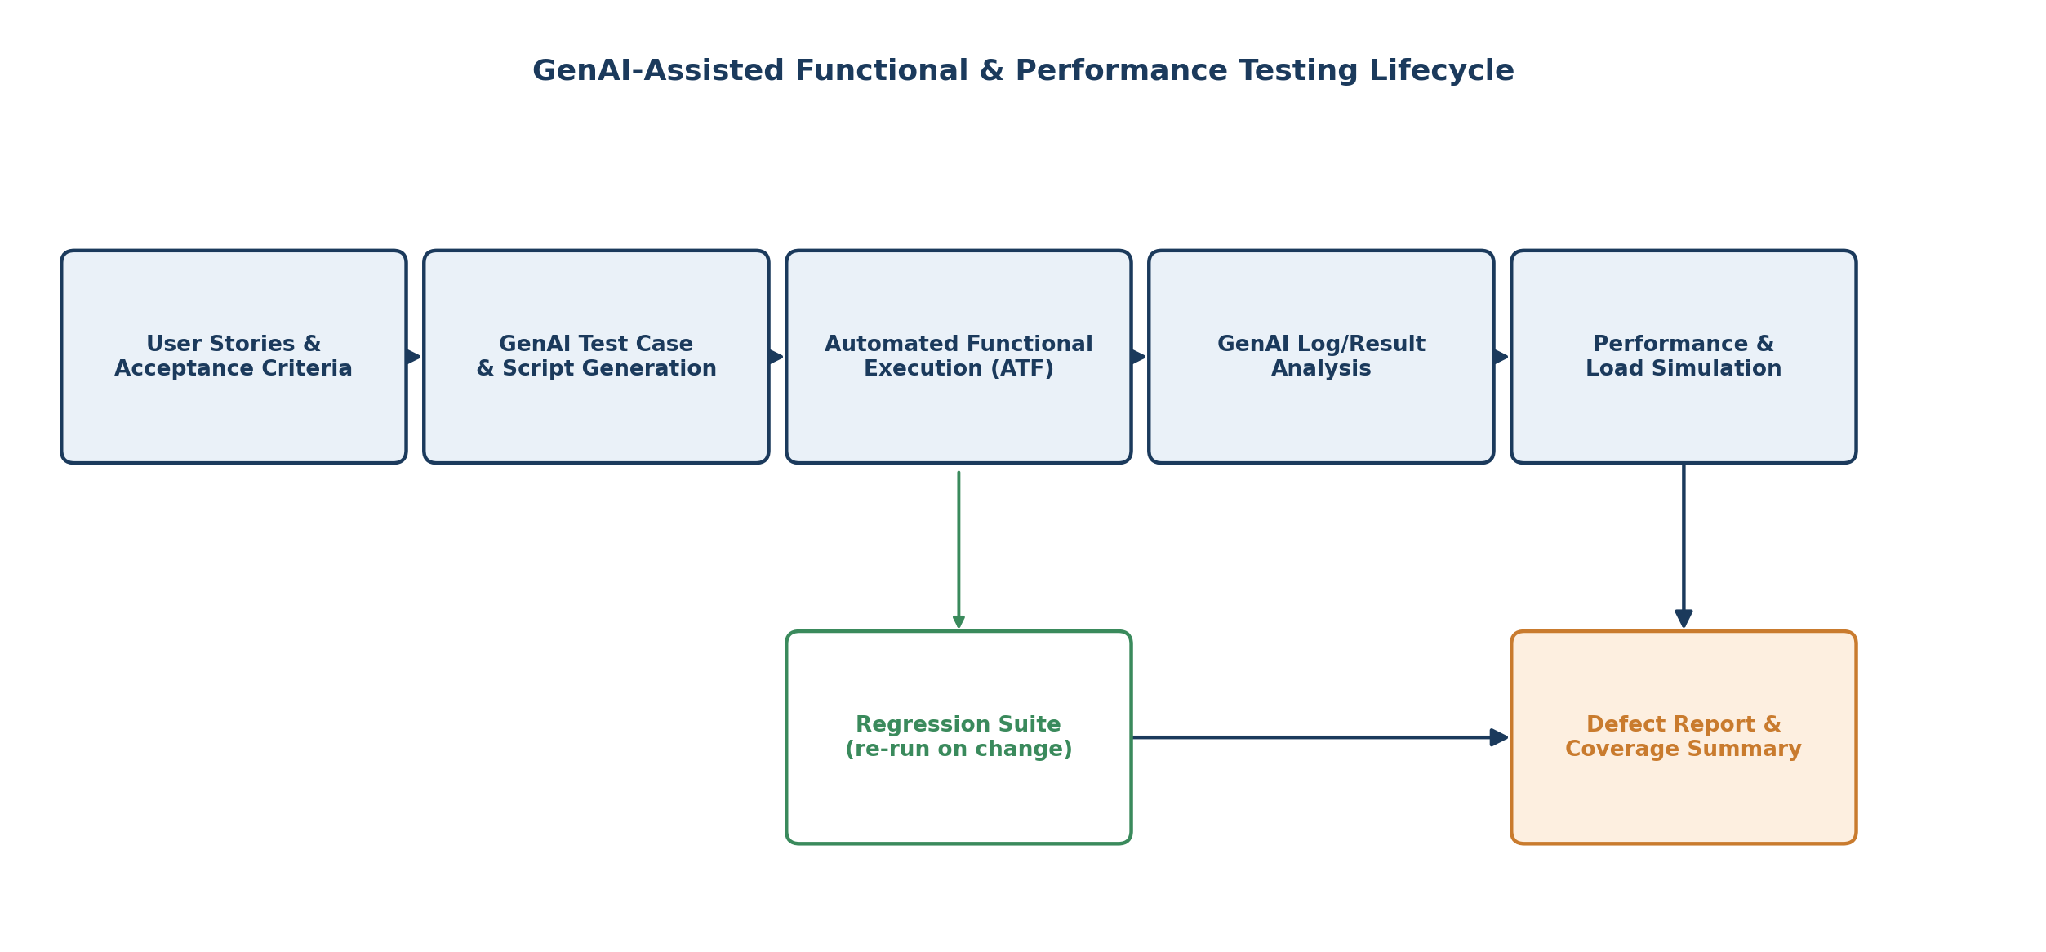 GenAI-Assisted Functional & Performance Testing Lifecycle
User Stories &
Acceptance Criteria
GenAI Test Case
& Script Generation
Automated Functional
Execution (ATF)
GenAI Log/Result
Analysis
Performance &
Load Simulation
Regression Suite
(re-run on change)
Defect Report &
Coverage Summary